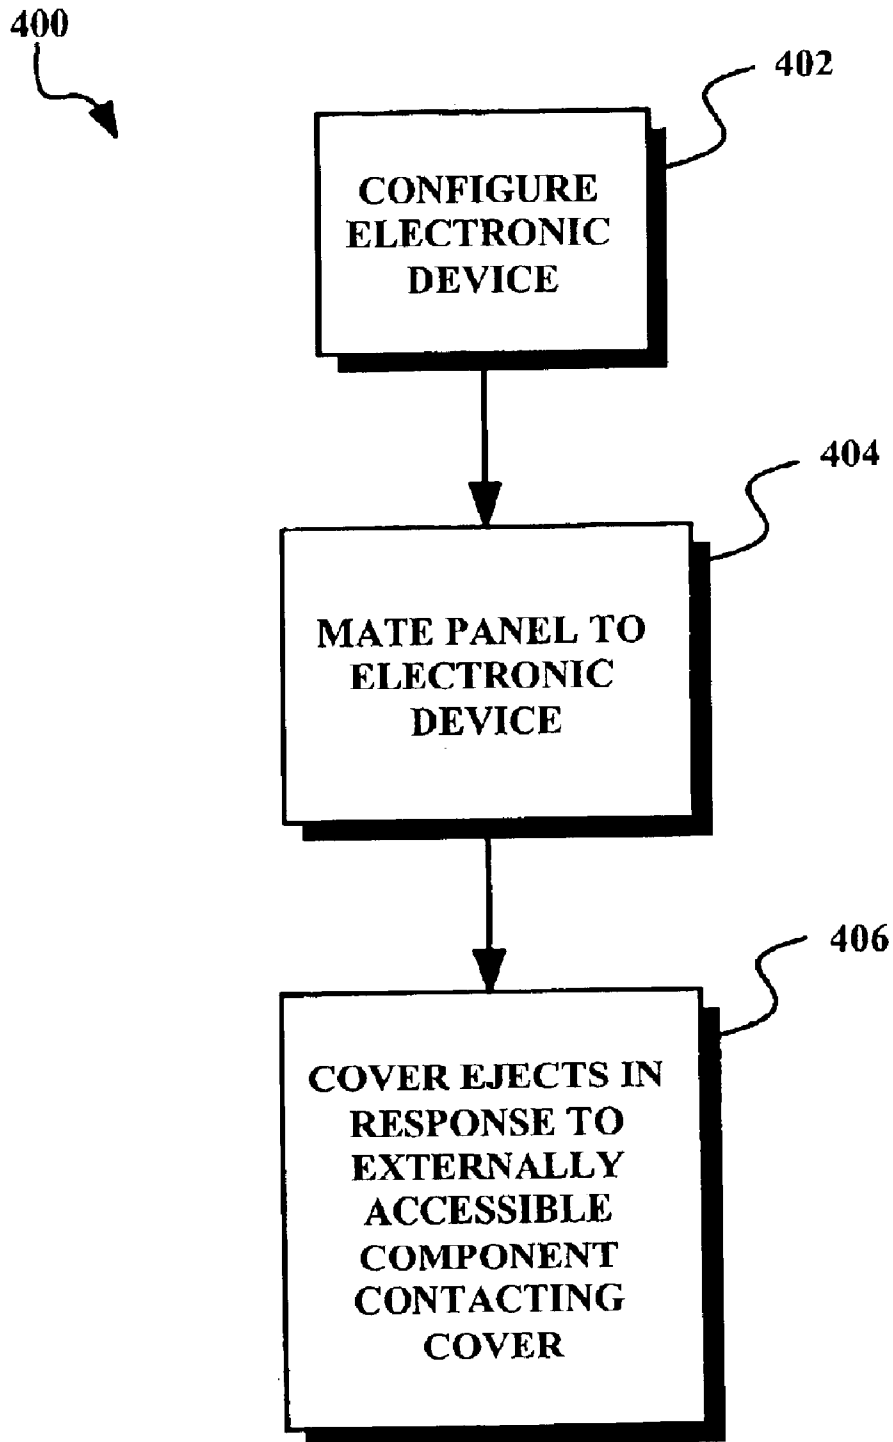 400
402
CONFIGURE
ELECTRONIC
DEVICE
404
MATE PANEL TO
ELECTRONIC
DEVICE
406
COVER EJECTS IN
RESPONSE TO
EXTERNALLY
ACCESSIBLE
COMPONENT
CONTACTING
COVER